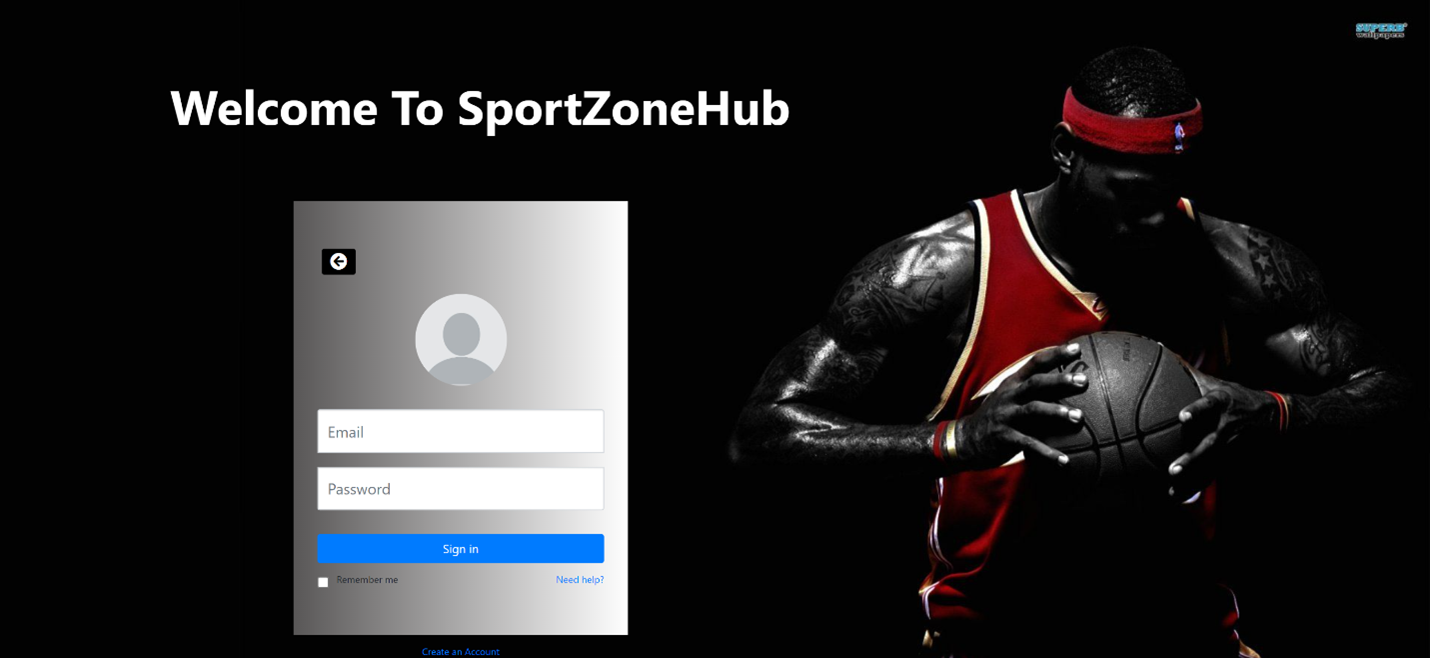 SUPERB
wallpapers
Welcome To SportZoneHub
Email
Password
Sign in
Remember me
Need help?
Create an Account